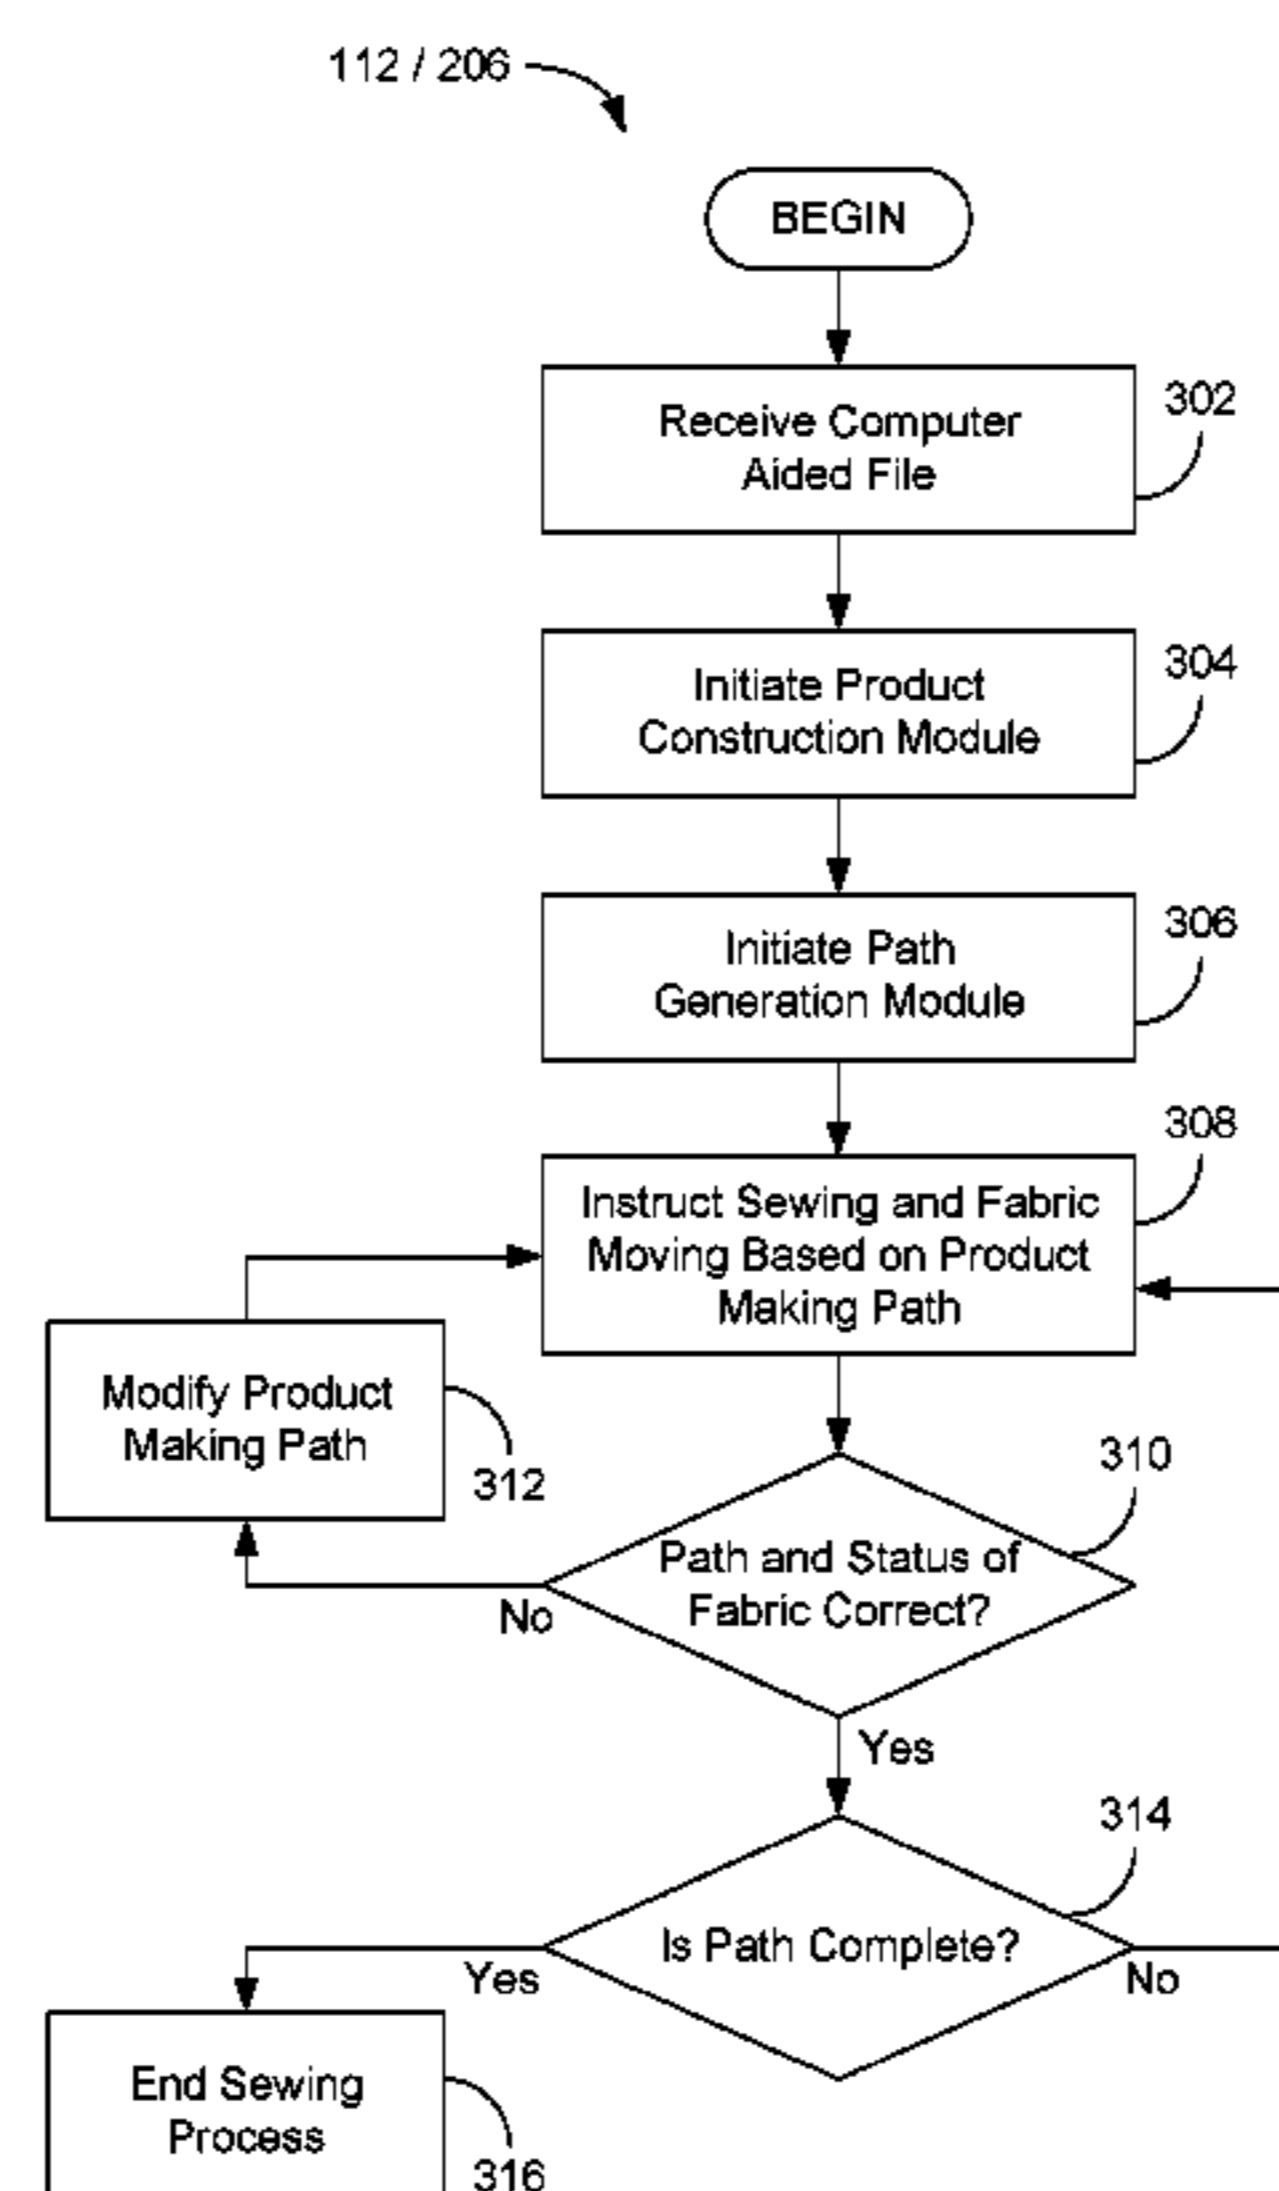 112 / 206
BEGIN
Receive Computer
Aided File
302
Initiate Product
Construction Module
304
Initiate Path
Generation Module
306
Instruct Sewing and Fabric
Moving Based on Product
Making Path
308
Modify Product
Making Path
312
Path and Status of
Fabric Correct?
310
No
Yes
Is Path Complete?
314
Yes
No
End Sewing
Process
316